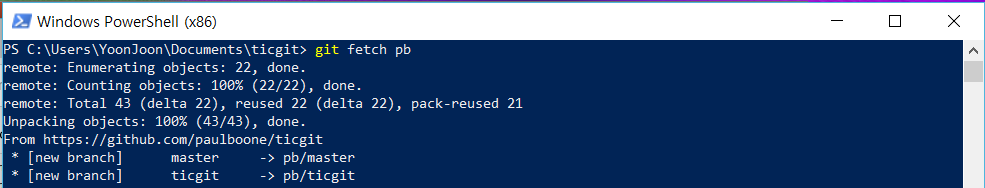 Windows PowerShell (x86)
PS C:\Users\YoonJoon\Documents\ticgit> git fetch pb
remote: Enumerating objects: 22, done.
remote: Counting objects: 100% (22/22), done.
remote: Total 43 (delta 22), reused 22 (delta 22), pack-reused 21
Unpacking objects: 100% (43/43), done.
From https://github.com/paulboone/ticgit
 * [new branch]      master     -> pb/master
 * [new branch]      ticgit     -> pb/ticgit